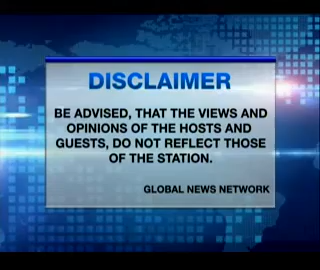 DISCLAIMER
BE ADVISED, THAT THE VIEWS AND
OPINIONS OF THE HOSTS AND
GUESTS, DO NOT REFLECT THOSE
OF THE STATION.
GLOBAL NEWS NETWORK